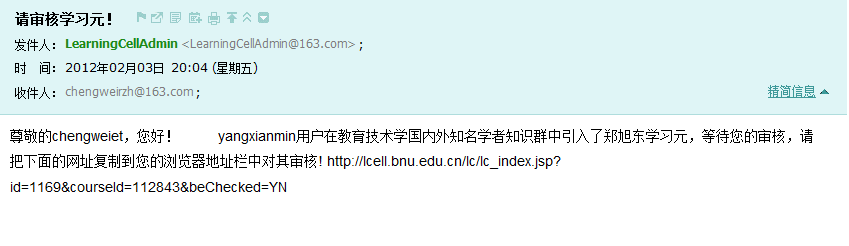 请审核学习元！
发件人：LearningCellAdmin <LearningCellAdmin@163.com>;
时　间：2012年02月03日 20:04 (星期五)
收件人：chengweirzh@163.com; 精简信息
尊敬的chengweiet，您好！ yangxianmin用户在教育技术学国内外知名学者知识群中引入了郑旭东学习元，等待您的审核，请
把下面的网址复制到您的浏览器地址栏中对其审核! http://lcell.bnu.edu.cn/lc/lc_index.jsp?
id=1169&courseId=112843&beChecked=YN